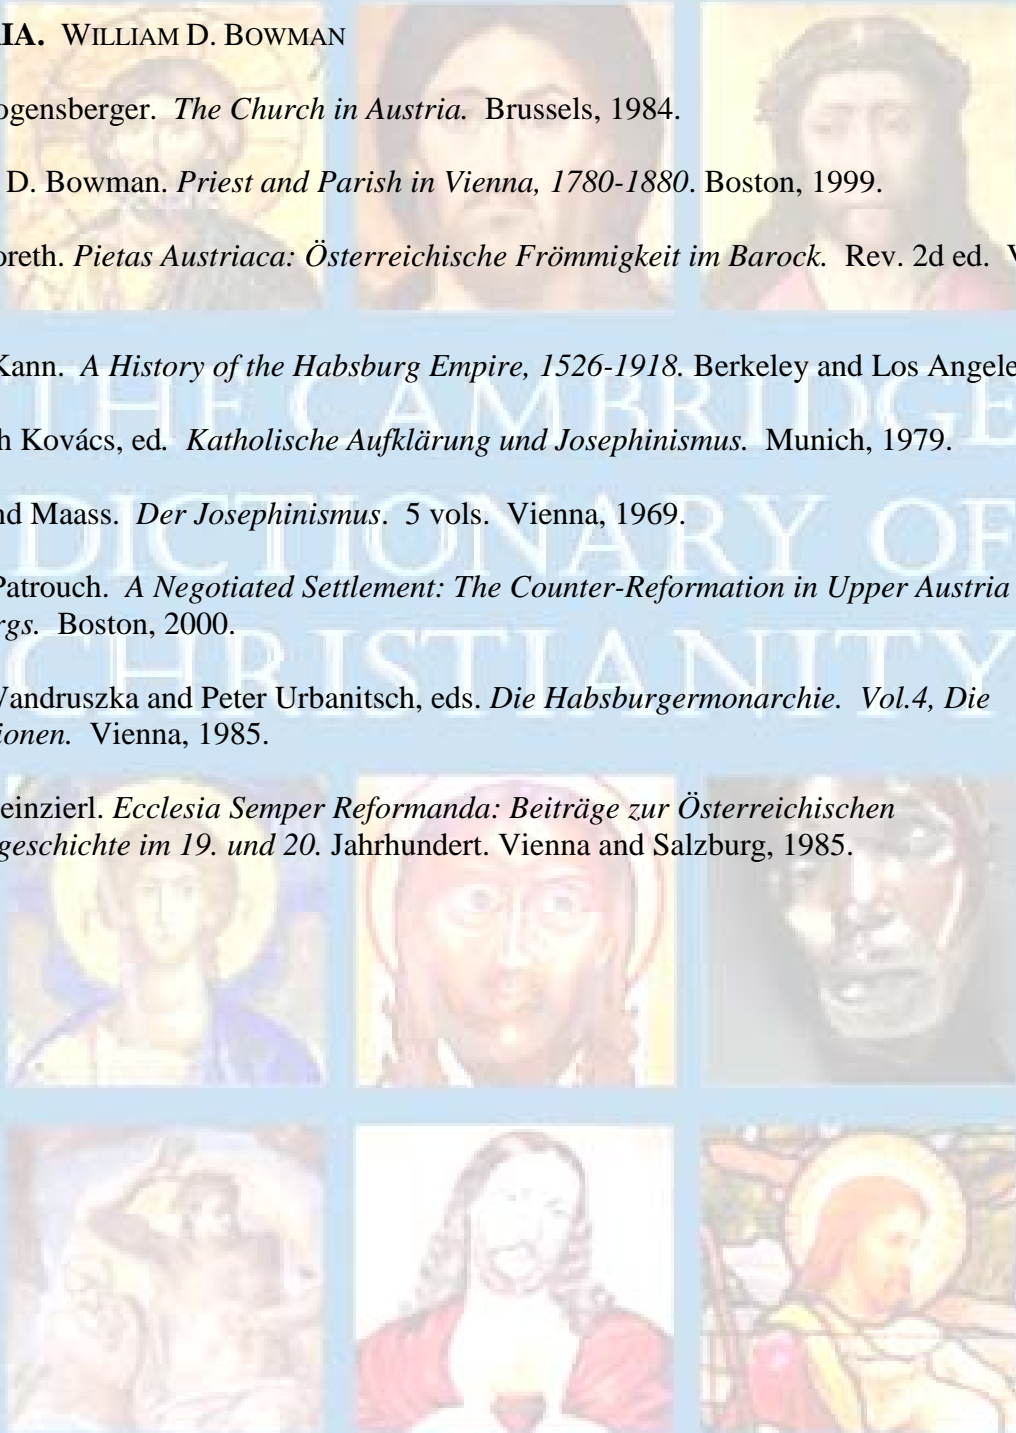 IA. WILLIAM D. BOWMAN
ogensberger. The Church in Austria. Brussels, 1984.
D. Bowman. Priest and Parish in Vienna, 1780-1880. Boston, 1999.
oreth. Pietas Austriaca: Österreichische Frömmigkeit im Barock. Rev. 2d ed. V
Kann. A History of the Habsburg Empire, 1526-1918. Berkeley and Los Angele
h Kovács, ed. Katholische Aufklärung und Josephinismus. Munich, 1979.
nd Maass. Der Josephinismus. 5 vols. Vienna, 1969.
Patrouch. A Negotiated Settlement: The Counter-Reformation in Upper Austria
rgs. Boston, 2000.
Wandruszka and Peter Urbanitsch, eds. Die Habsburgermonarchie. Vol.4, Die
ionen. Vienna, 1985.
einzierl. Ecclesia Semper Reformanda: Beiträge zur Österreichischen
geschichte im 19. und 20. Jahrhundert. Vienna and Salzburg, 1985.
THE CAMBRIDGE
DICTIONARY OF
CHRISTIANITY